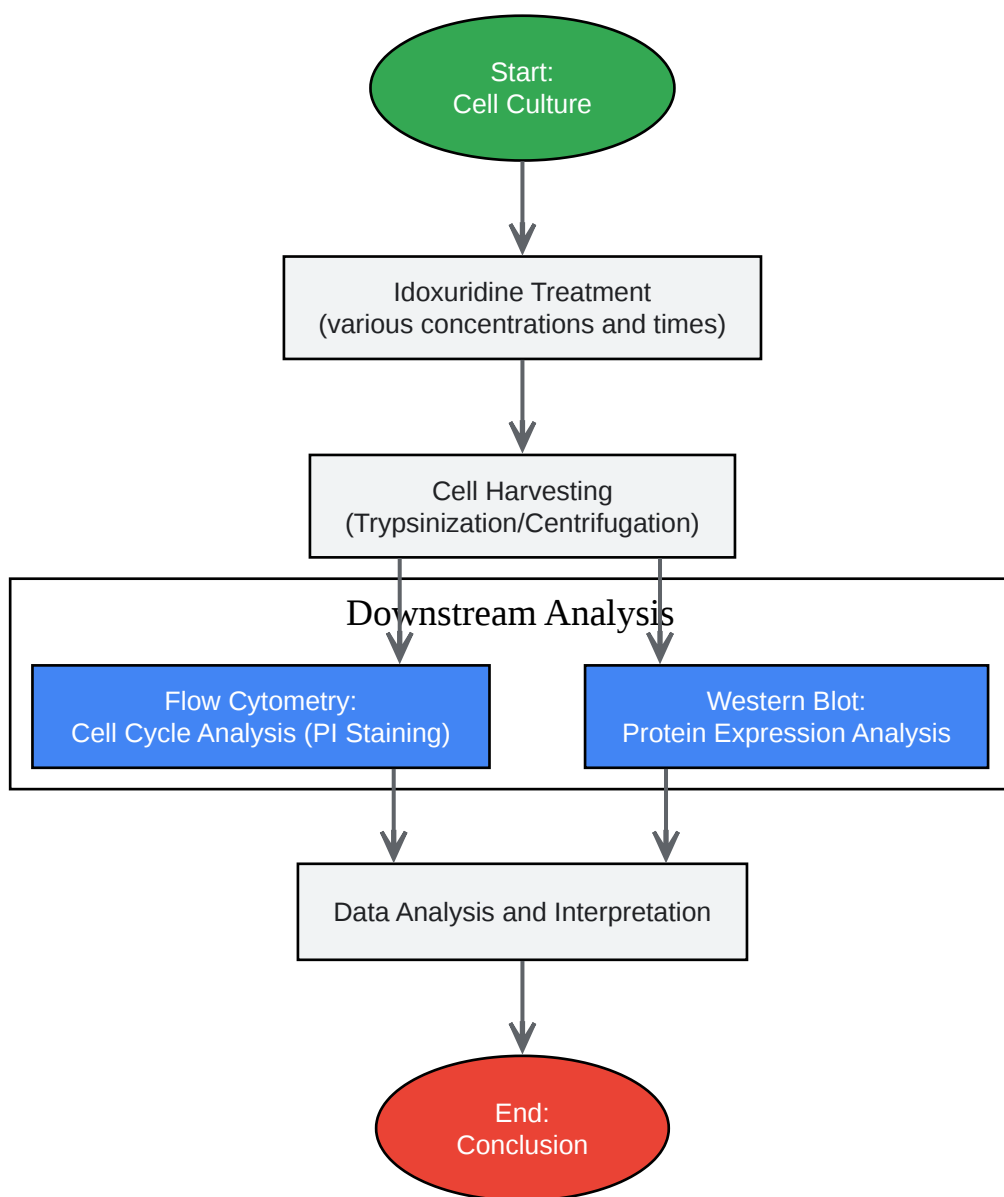 Start:
Cell Culture
Idoxuridine Treatment
(various concentrations and times)
Cell Harvesting
(Trypsinization/Centrifugation)
Downstream Analysis
Flow Cytometry:
Cell Cycle Analysis (PI Staining)
Western Blot:
Protein Expression Analysis
Data Analysis and Interpretation
End:
Conclusion